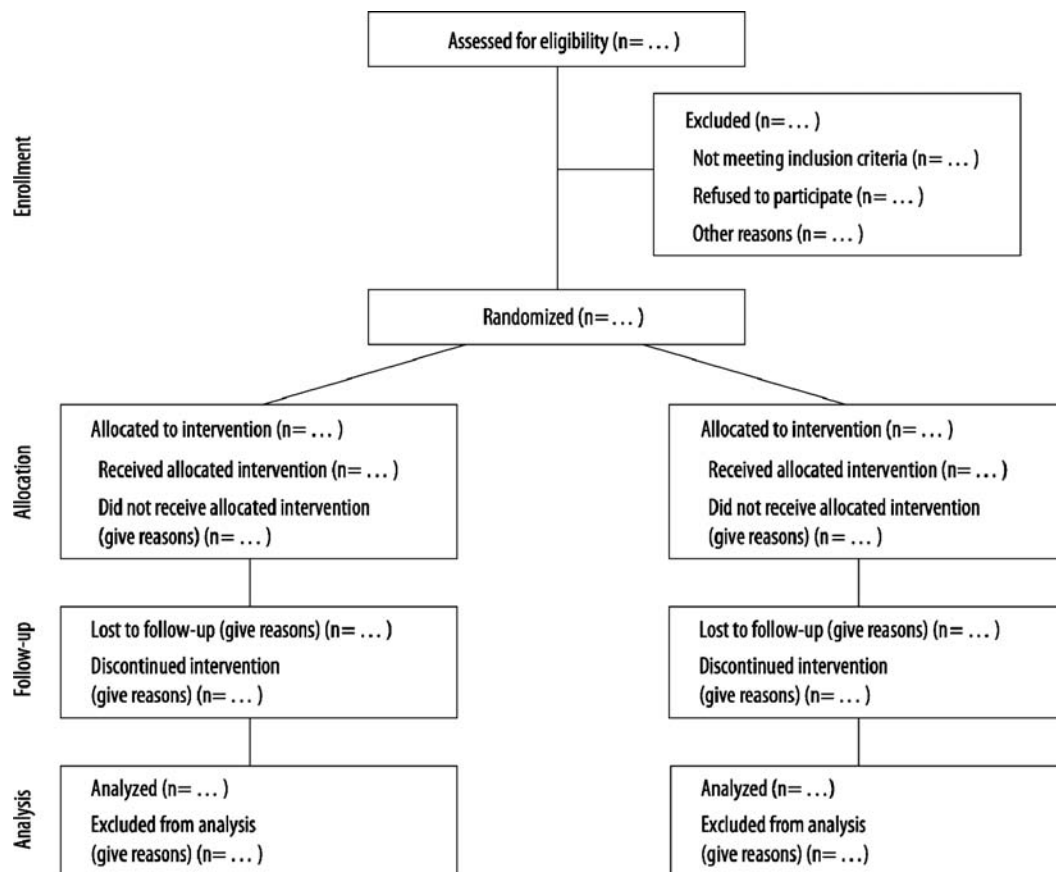 Assessed for eligibility (n= ... )
Enrollment
Excluded (n= ... )
Not meeting inclusion criteria (n= ... )
Refused to participate (n= ... )
Other reasons (n= ... )
Randomized (n= ... )
Allocation
Allocated to intervention (n= ... )
Received allocated intervention (n= ... )
Did not receive allocated intervention
(give reasons) (n= ... )
Allocated to intervention (n= ... )
Received allocated intervention (n= ... )
Did not receive allocated intervention
(give reasons) (n= ... )
Follow-up
Lost to follow-up (give reasons) (n= ... )
Discontinued intervention
(give reasons) (n= ... )
Lost to follow-up (give reasons) (n= ... )
Discontinued intervention
(give reasons) (n= ... )
Analysis
Analyzed (n= ... )
Excluded from analysis
(give reasons) (n= ... )
Analyzed (n= ...)
Excluded from analysis
(give reasons) (n= ...)